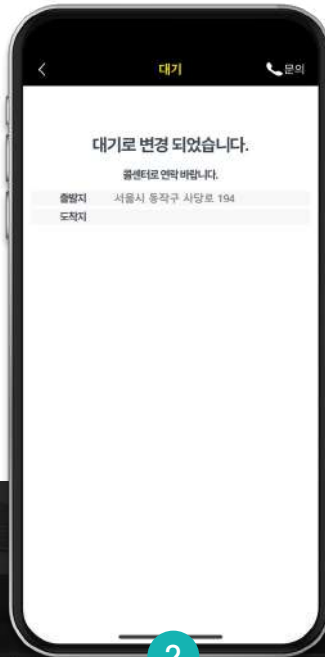 대기
문의
대기로 변경 되었습니다.
콜센터로 연락 바랍니다.
출발지 서울시 동작구 사당로 194
도착지
2